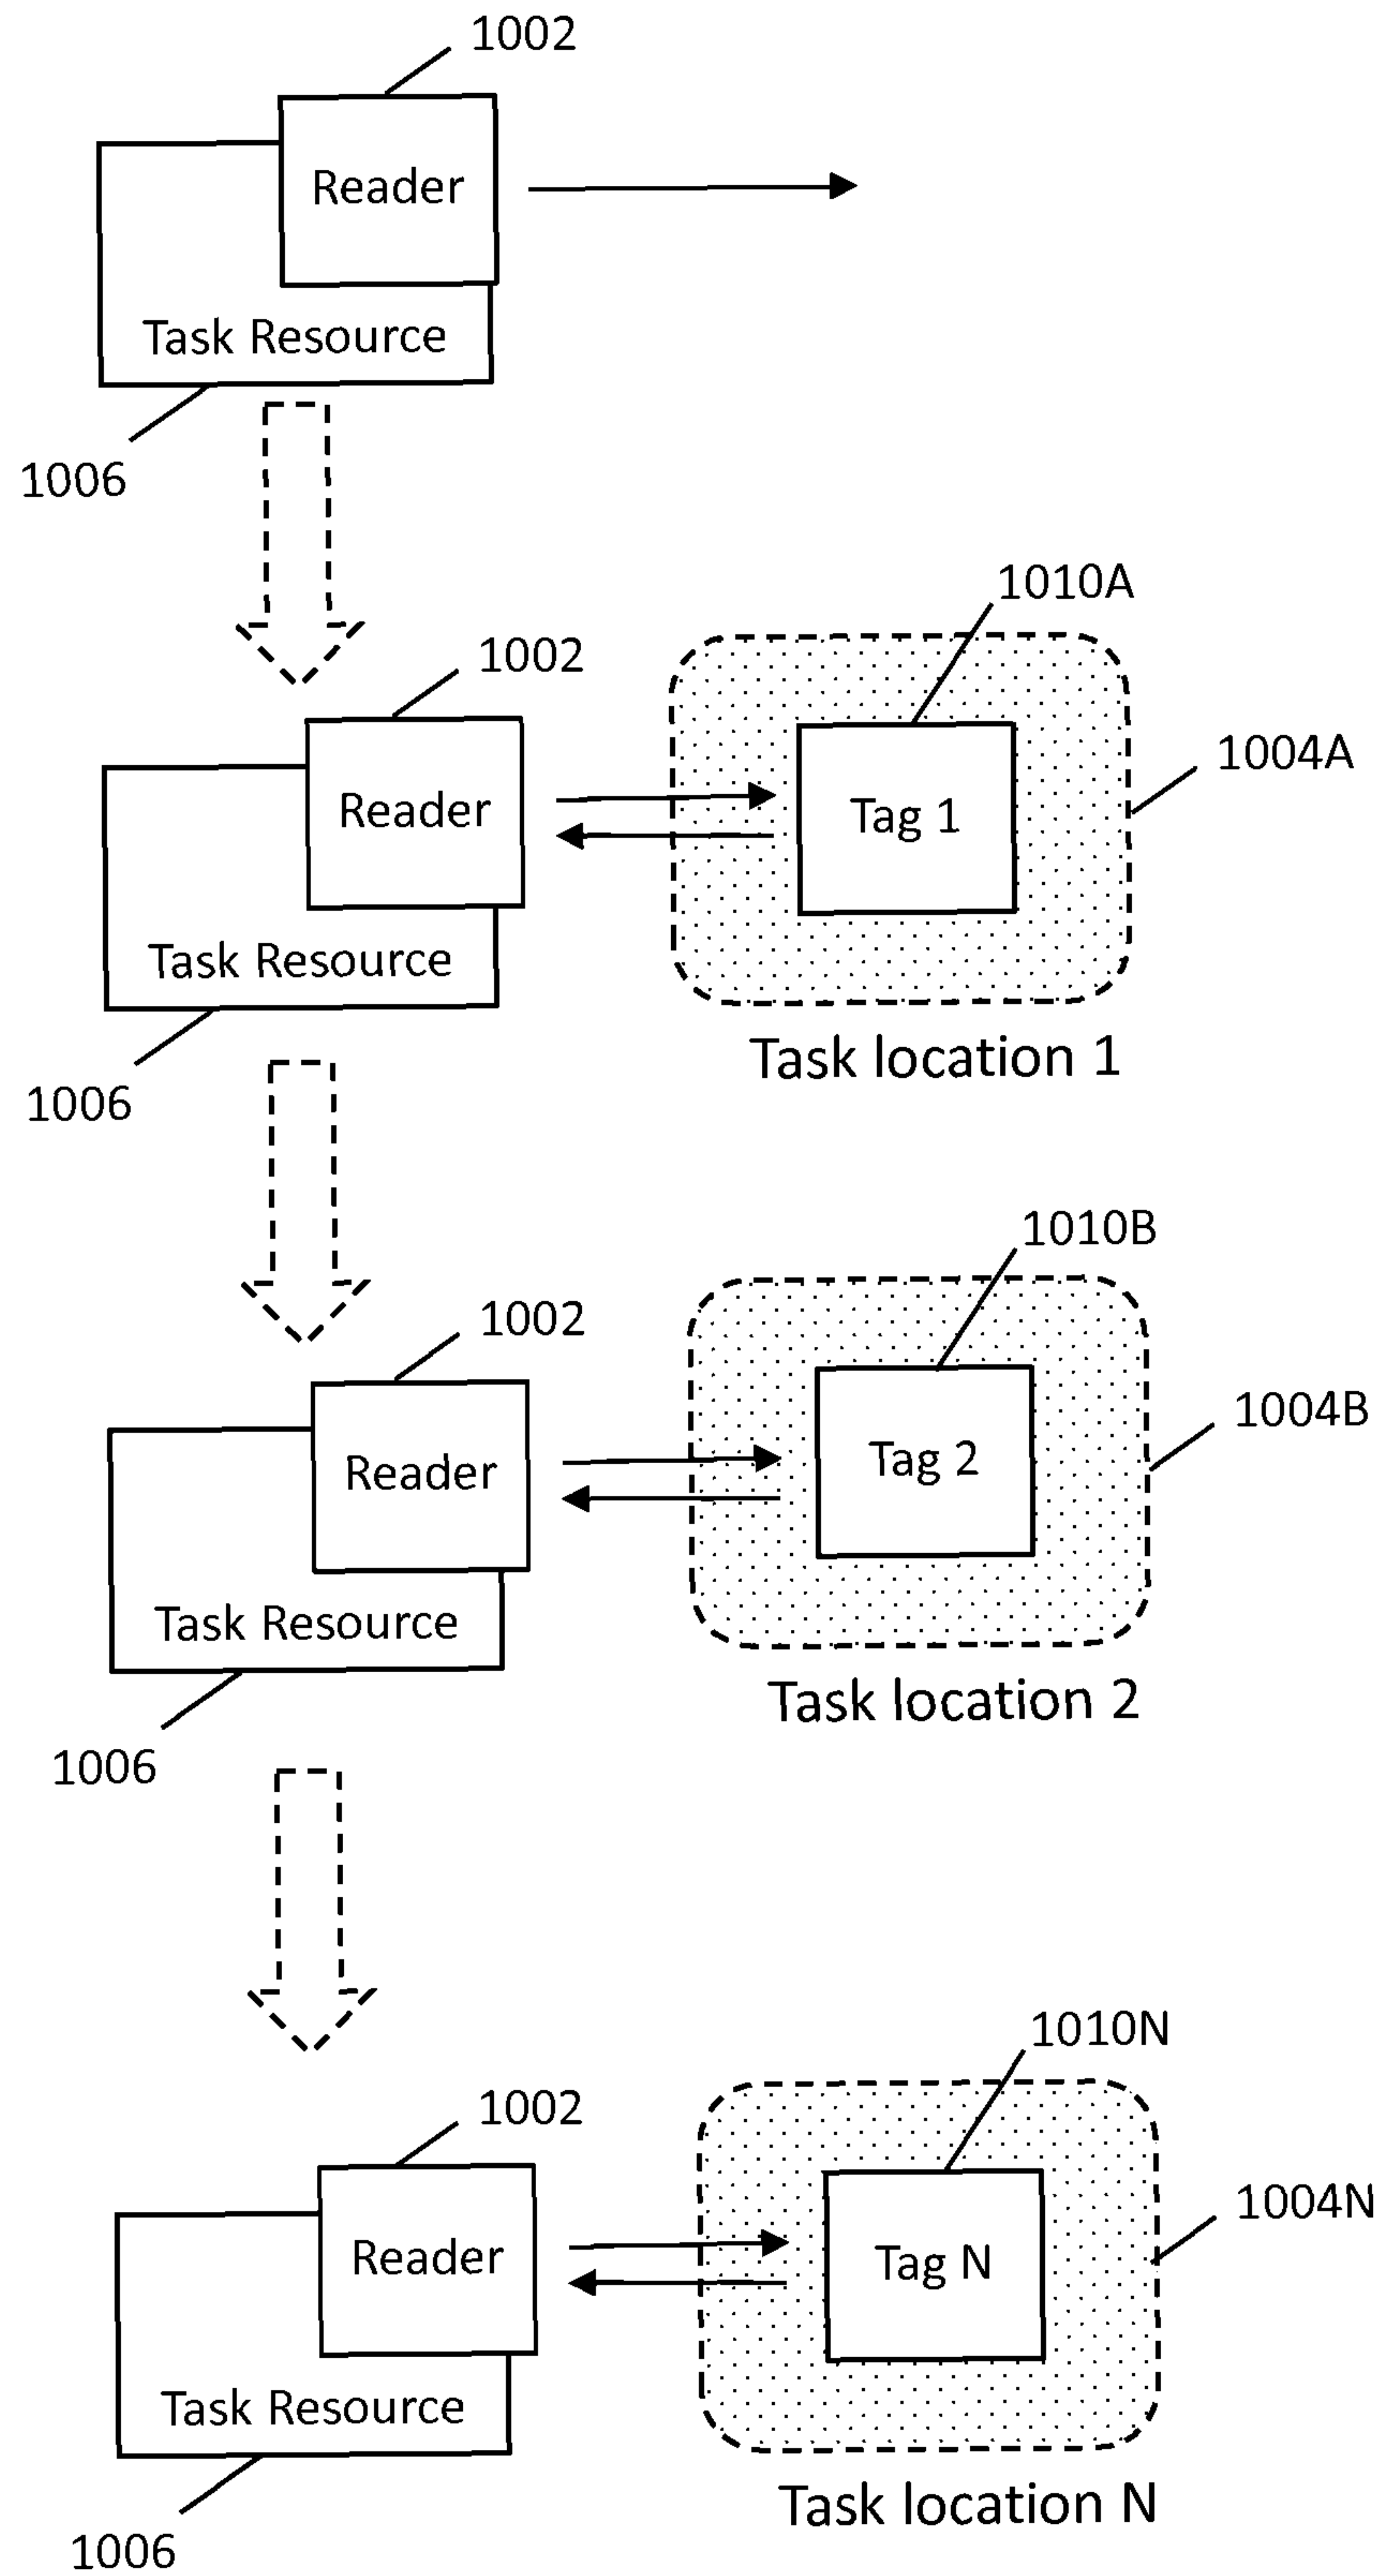 1002
Reader
Task Resource
1006
1010A
1002
1004A
Reader
Tag 1
Task Resource
Task location 1
1006
1010B
1002
1004B
Reader
Tag 2
Task Resource
Task location 2
1006
1010N
1002
1004N
Reader
Tag N
Task Resource
Task location N
1006